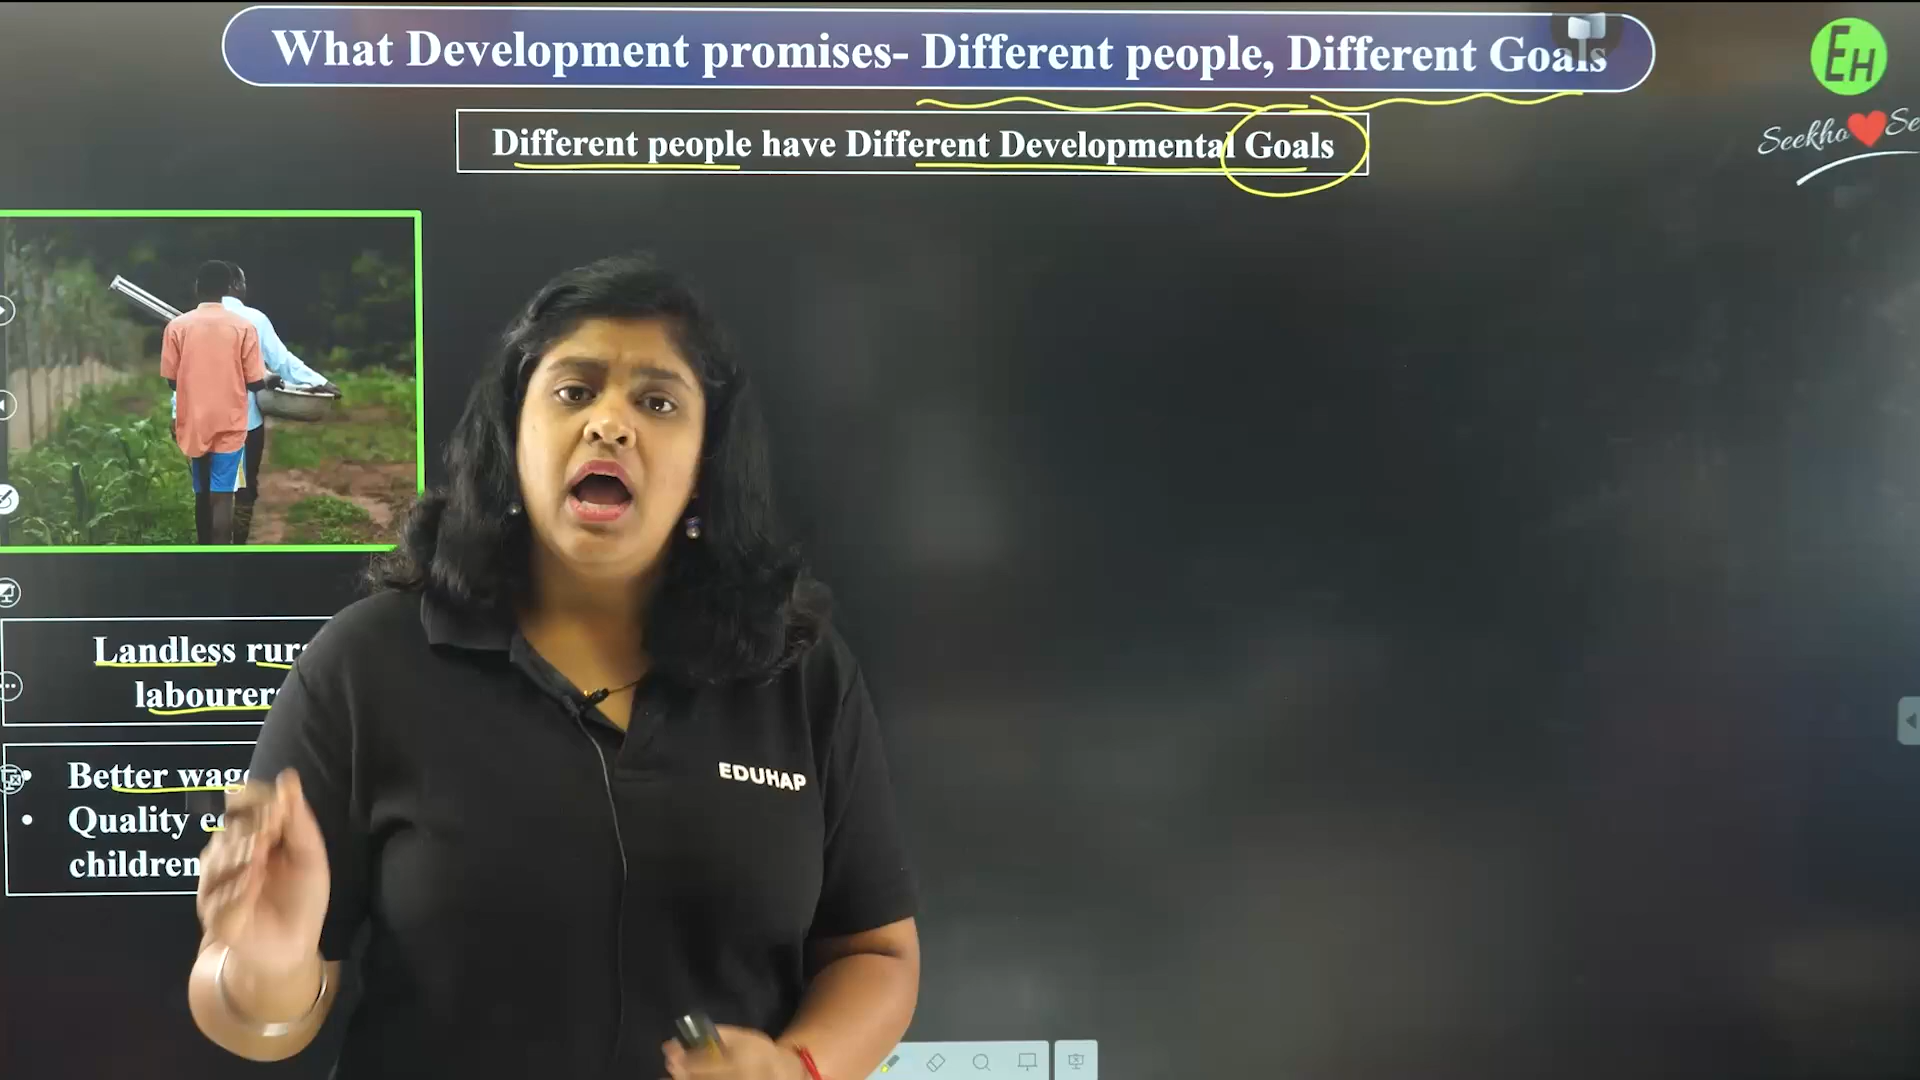 What Development promises- Different people, Different Goals
EH
Seekho
Different people have Different Developmental Goals
Landless
labourers
• Better
• Quality
children
EDUHAP